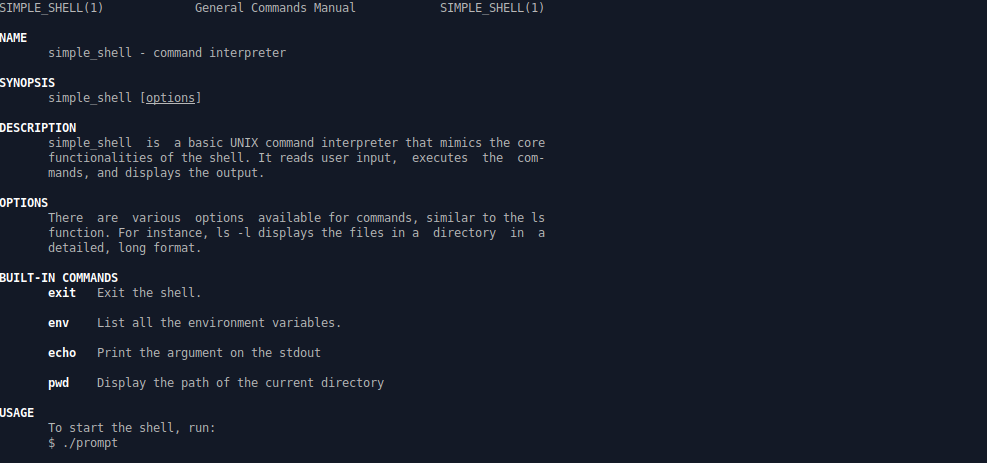 SIMPLE_SHELL(1) General Commands Manual SIMPLE_SHELL(1)
NAME
simple_shell - command interpreter
SYNOPSIS
simple_shell [options]
DESCRIPTION
simple_shell is a basic UNIX command interpreter that mimics the core
functionalities of the shell. It reads user input, executes the com-
mands, and displays the output.
OPTIONS
There are various options available for commands, similar to the ls
function. For instance, ls -l displays the files in a directory in a
detailed, long format.
BUILT-IN COMMANDS
exit Exit the shell.
env List all the environment variables.
echo Print the argument on the stdout
pwd Display the path of the current directory
USAGE
To start the shell, run:
$ ./prompt